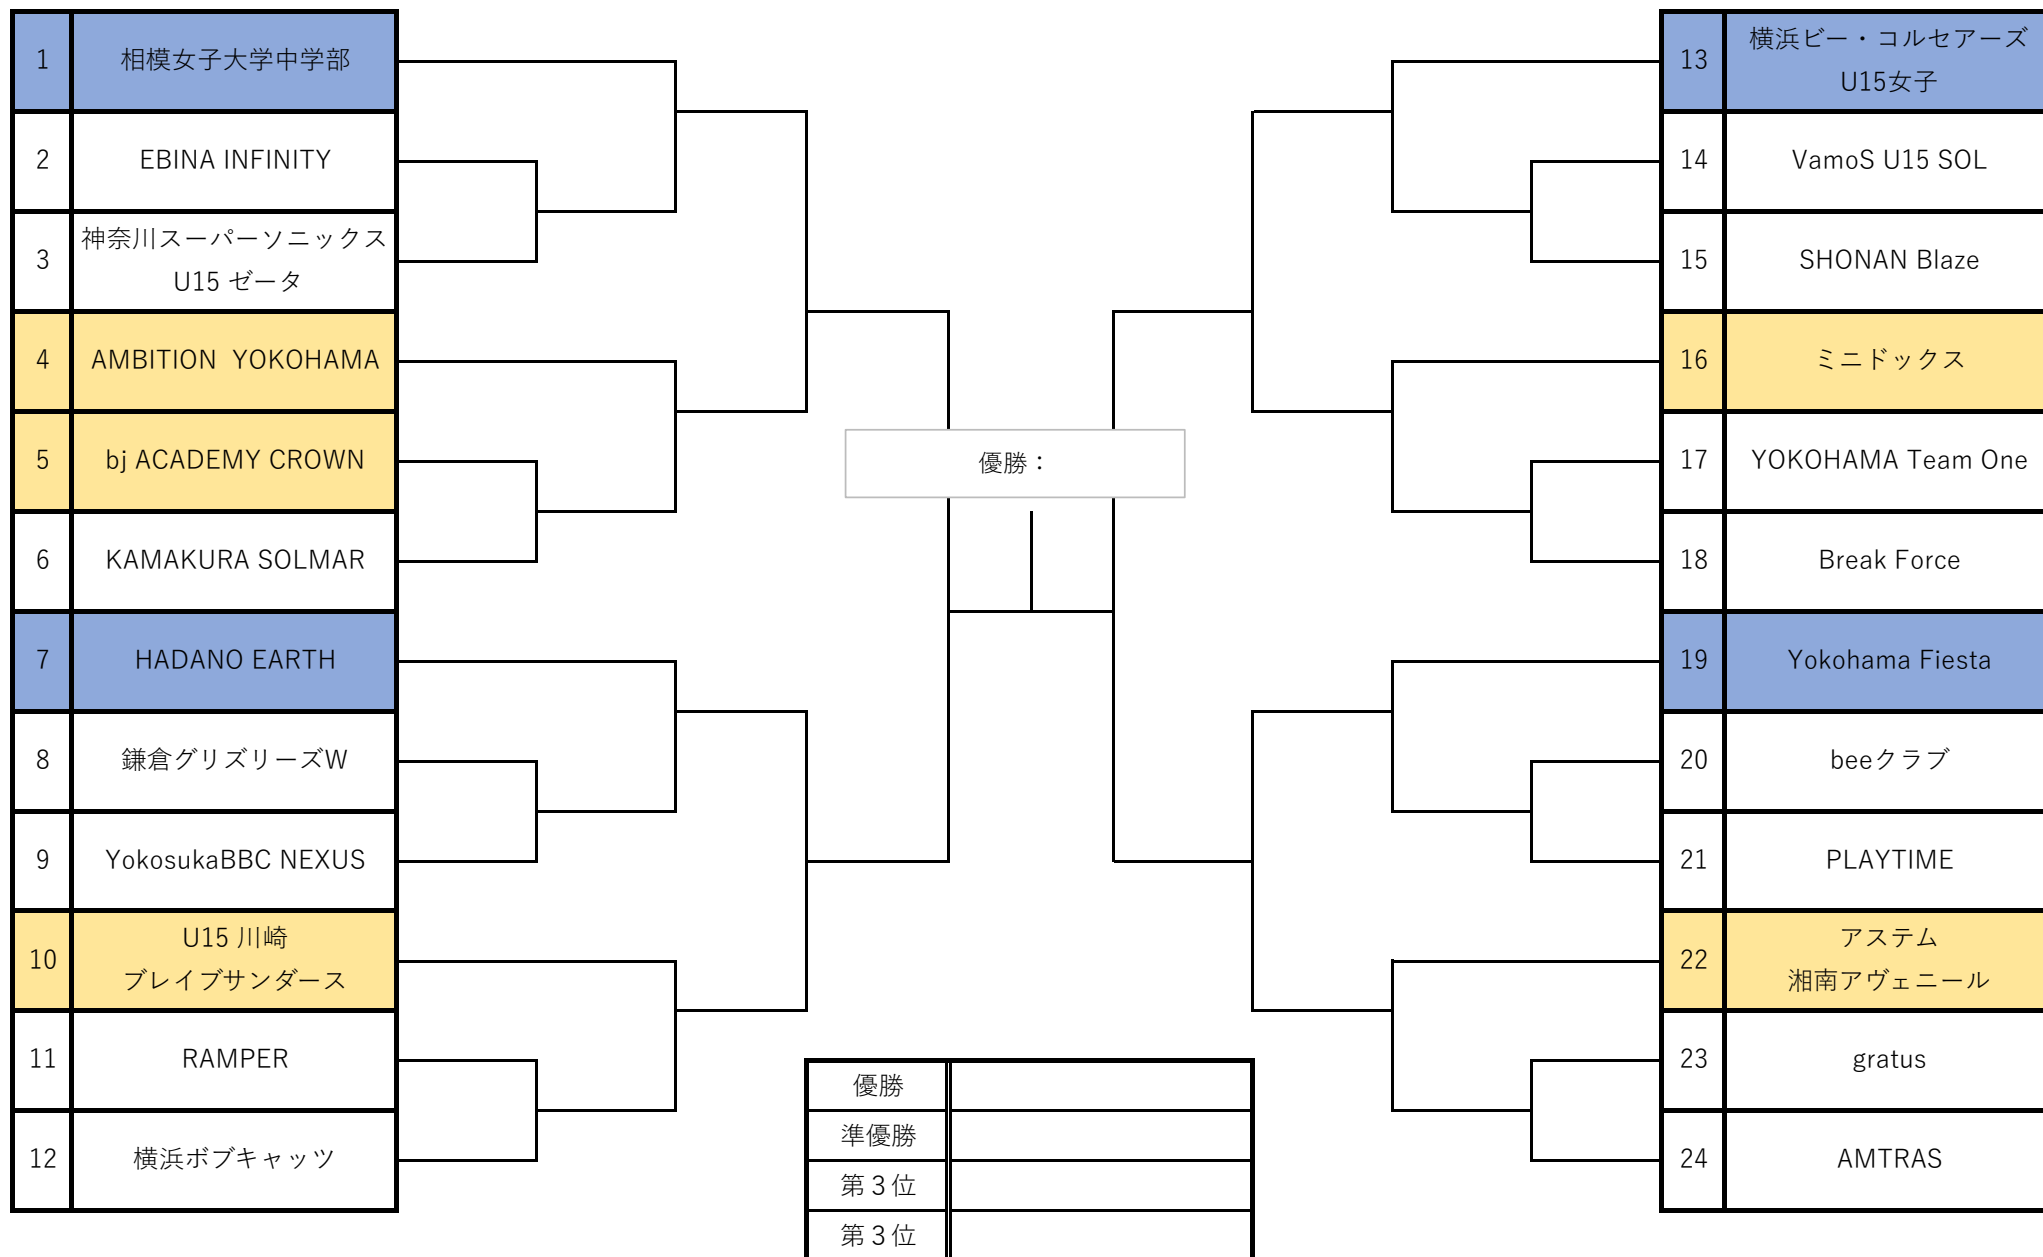 1 相模女子大学中学部
2 EBINA INFINITY
3 神奈川スーパーソニックス
U15 ゼータ
4 AMBITION YOKOHAMA
5 bj ACADEMY CROWN
6 KAMAKURA SOLMAR
7 HADANO EARTH
8 鎌倉グリズリーズW
9 YokosukaBBC NEXUS
10 U15 川崎
ブレイブサンダース
11 RAMPER
12 横浜ボブキャッツ
優勝：
優勝
準優勝
第３位
第３位
13 横浜ビー・コルセアーズ
U15女子
14 VamoS U15 SOL
15 SHONAN Blaze
16 ミニドックス
17 YOKOHAMA Team One
18 Break Force
19 Yokohama Fiesta
20 beeクラブ
21 PLAYTIME
22 アステム
湘南アヴェニール
23 gratus
24 AMTRAS